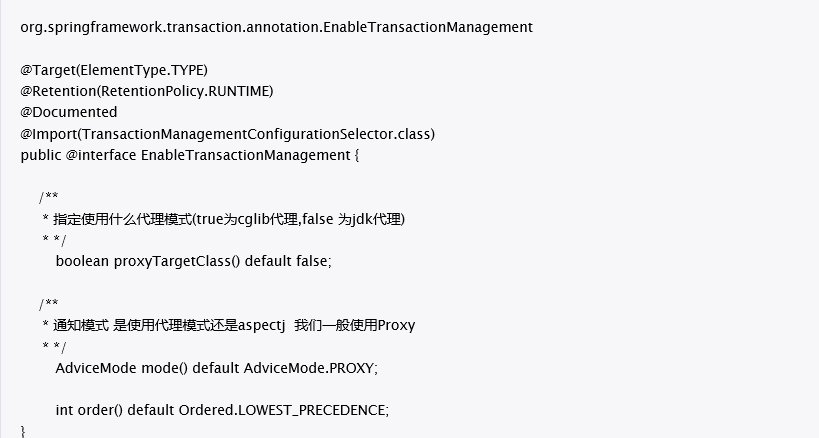 org.springframework.transaction.annotation.EnableTransactionManagement
@Target(ElementType.TYPE)
@Retention(RetentionPolicy.RUNTIME)
@Documented
@Import(TransactionManagementConfigurationSelector.class)
public @interface EnableTransactionManagement {
/**
* 指定使用什么代理模式(true为cglib代理,false 为jdk代理)
* */
boolean proxyTargetClass() default false;
/**
* 通知模式 是使用代理模式还是aspectj 我们一般使用Proxy
* */
AdviceMode mode() default AdviceMode.PROXY;
int order() default Ordered.LOWEST_PRECEDENCE;
}